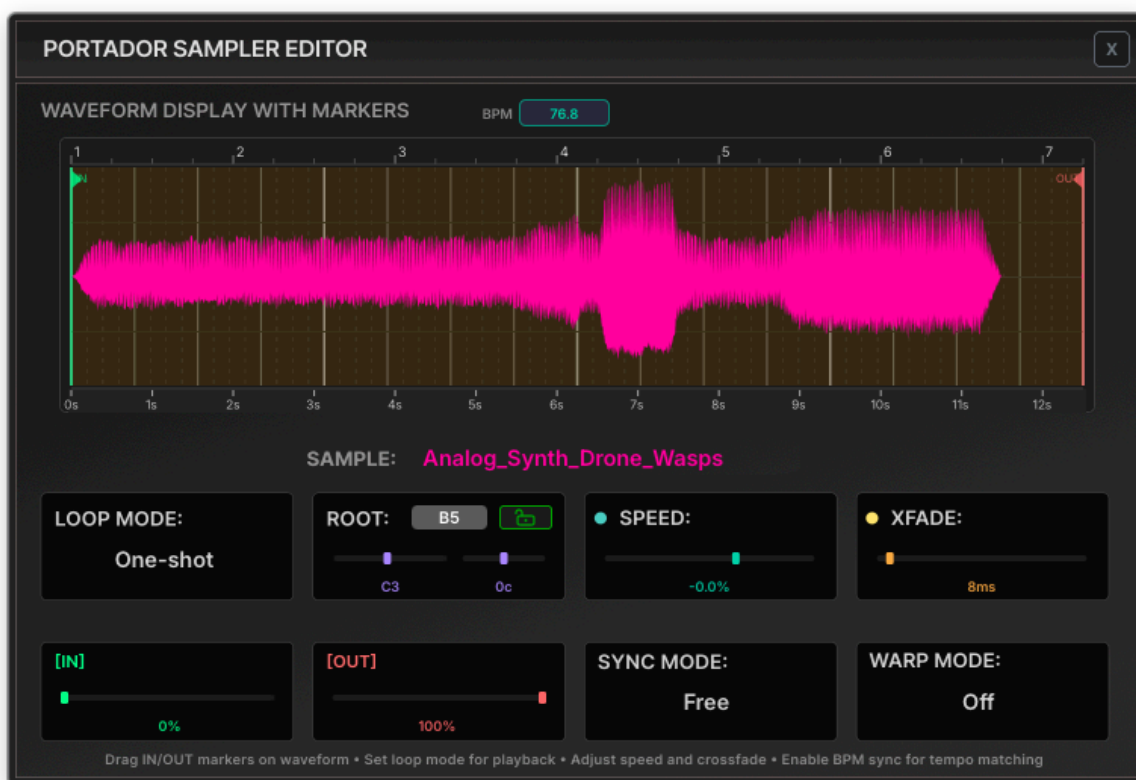 PORTADOR SAMPLER EDITOR X
WAVEFORM DISPLAY WITH MARKERS BPM 76.8
1 2 3 4 5 6 7
IN OUT
0s 1s 2s 3s 4s 5s 6s 7s 8s 9s 10s 11s 12s
SAMPLE: Analog_Synth_Drone_Wasps
LOOP MODE:
One-shot
ROOT: B5
C3 0c
SPEED:
-0.0%
XFADE:
8ms
[IN]
0%
[OUT]
100%
SYNC MODE:
Free
WARP MODE:
Off
Drag IN/OUT markers on waveform • Set loop mode for playback • Adjust speed and crossfade • Enable BPM sync for tempo matching